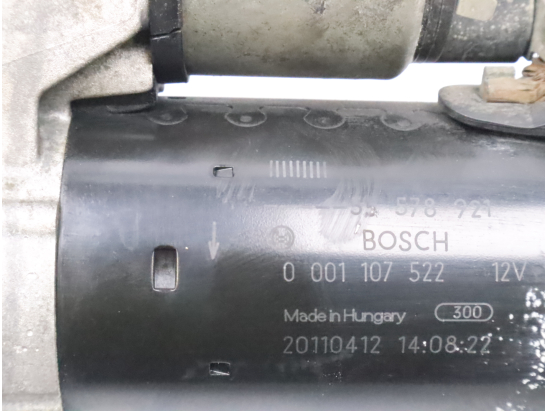 578 921
BOSCH
0 001 107 522 12V
Made in Hungary 300
20110412 14:08:22